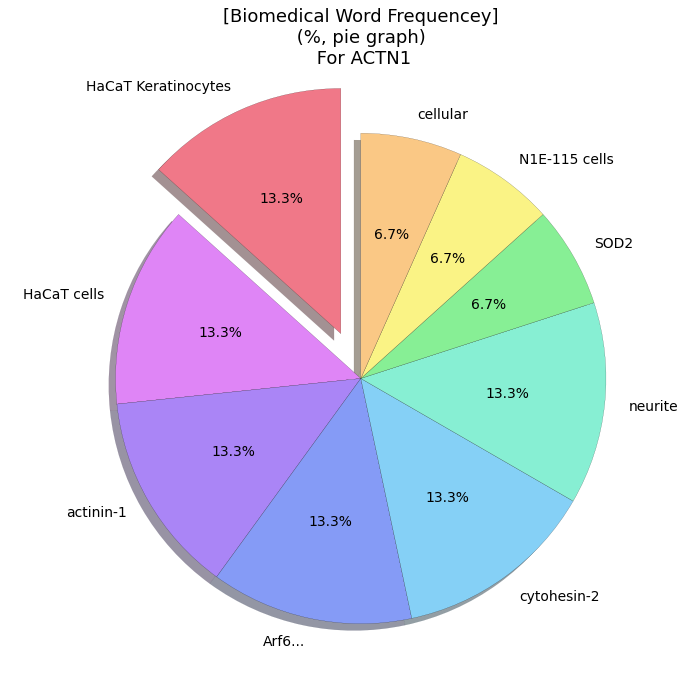 [Biomedical Word Frequencey]
(%, pie graph)
For ACTN1
HaCaT Keratinocytes
13.3%
HaCaT cells
13.3%
actinin-1
13.3%
Arf6...
13.3%
cytohesin-2
13.3%
neurite
13.3%
SOD2
6.7%
N1E-115 cells
6.7%
cellular
6.7%